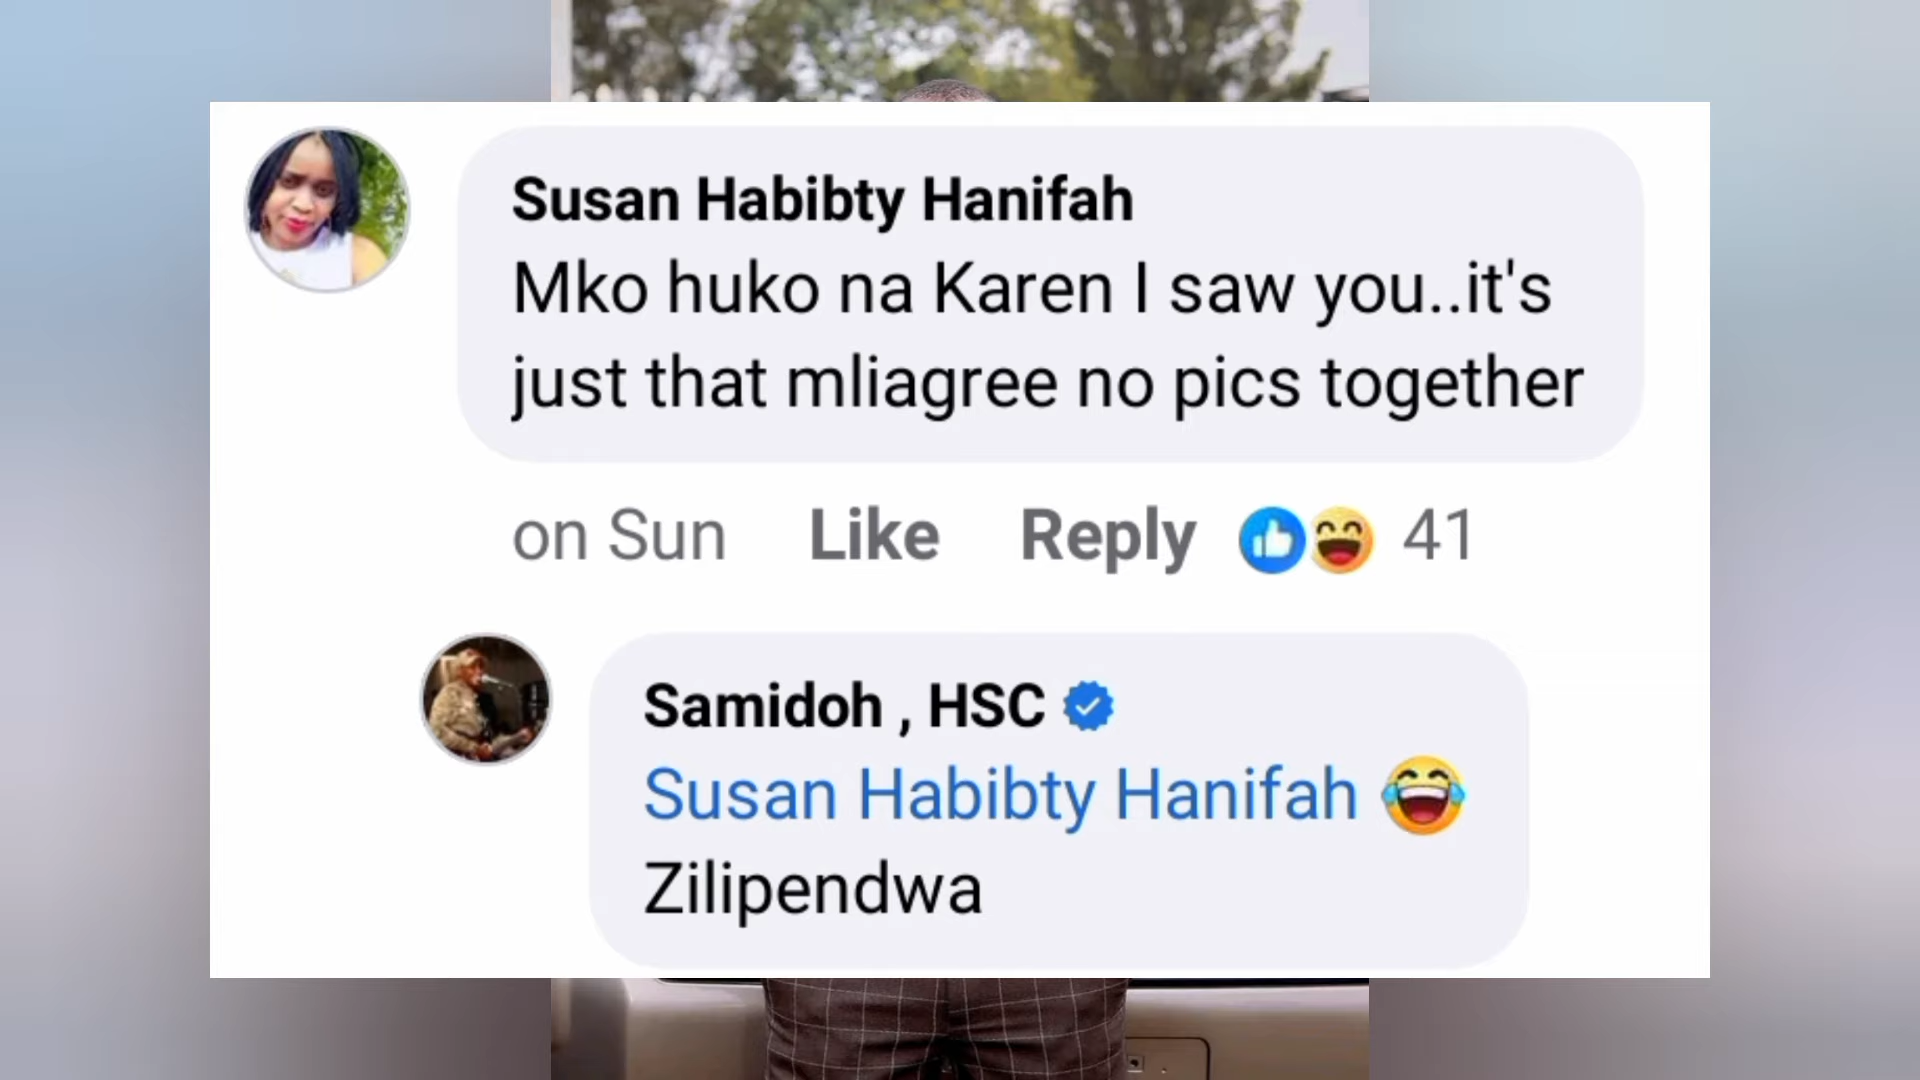 Susan Habibty Hanifah
Mko huko na Karen I saw you..it's
just that mliagree no pics together
on Sun Like Reply 41
Samidoh , HSC
Susan Habibty Hanifah 😂
Zilipendwa